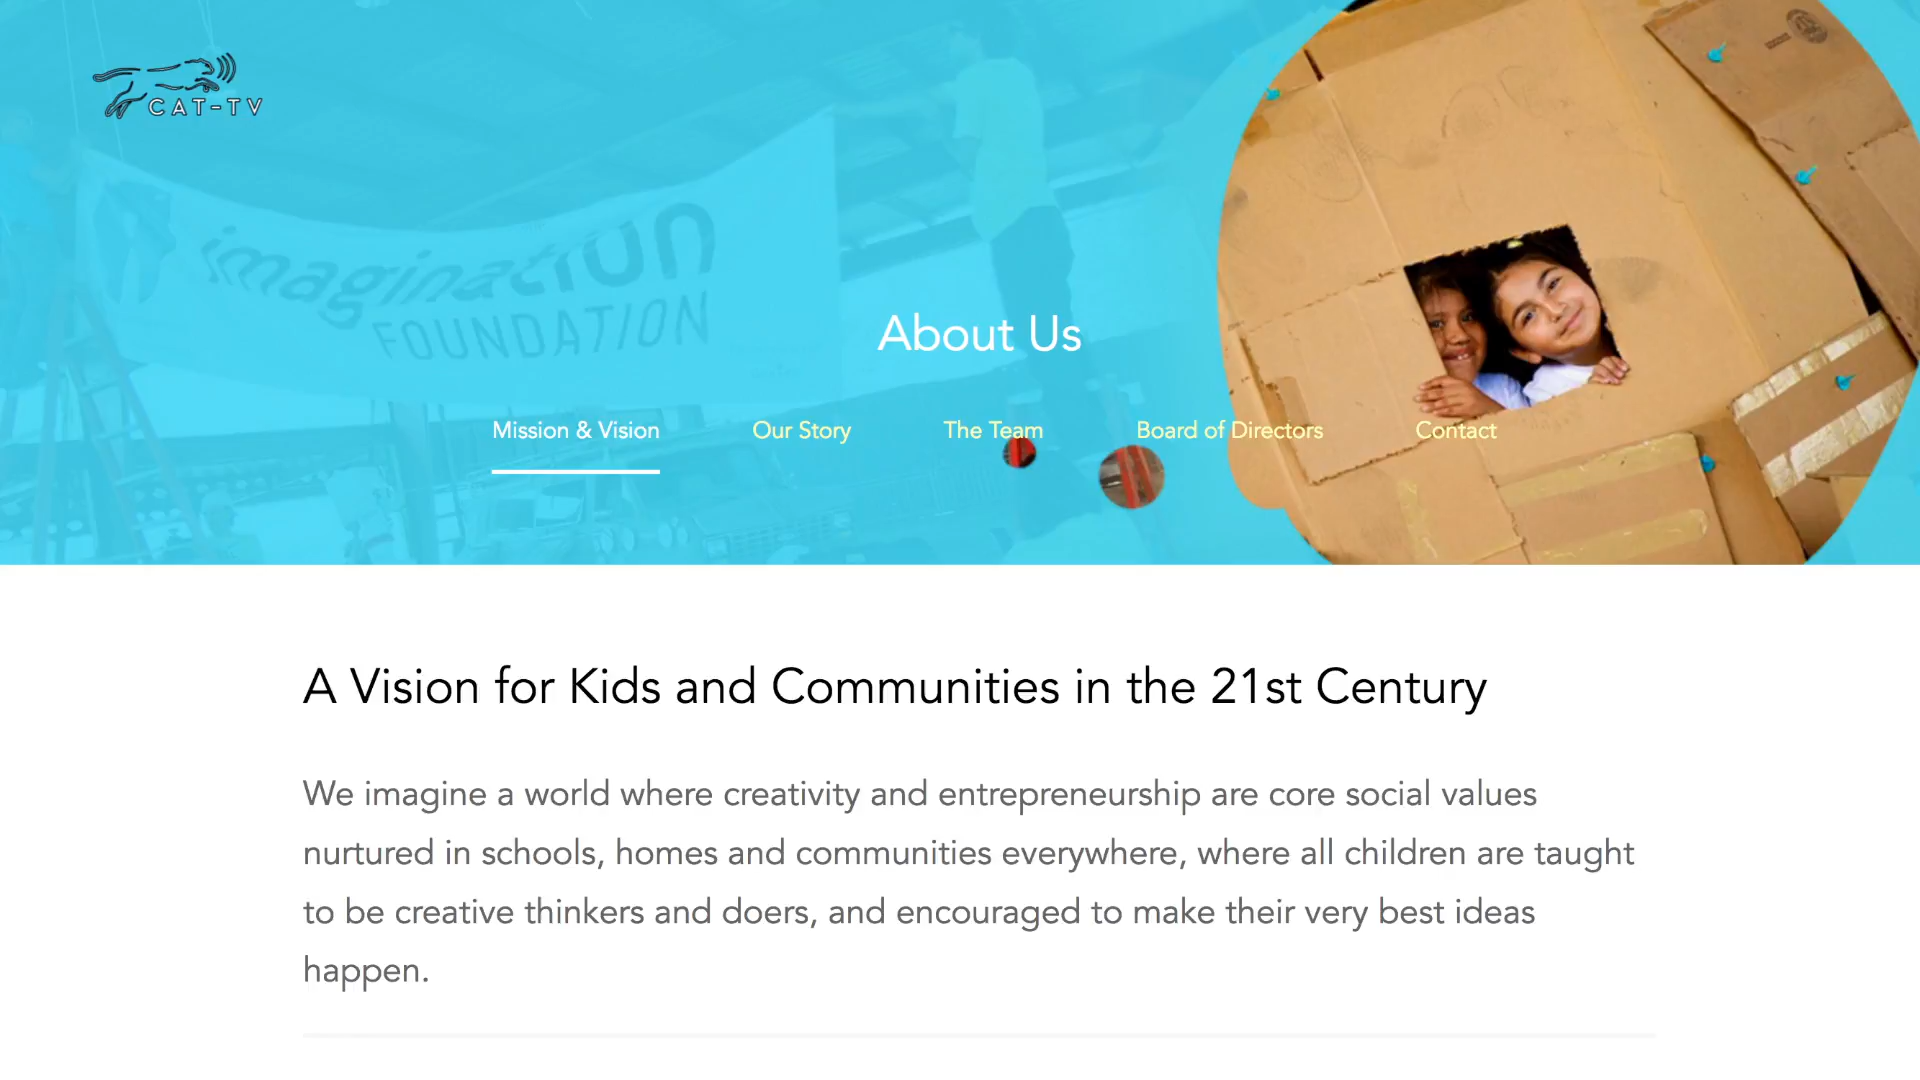 CAT-TV
imagination
FOUNDATION
About Us
Mission & Vision
Our Story
The Team
Board of Directors
Contact
A Vision for Kids and Communities in the 21st Century
We imagine a world where creativity and entrepreneurship are core social values
nurtured in schools, homes and communities everywhere, where all children are taught
to be creative thinkers and doers, and encouraged to make their very best ideas
happen.